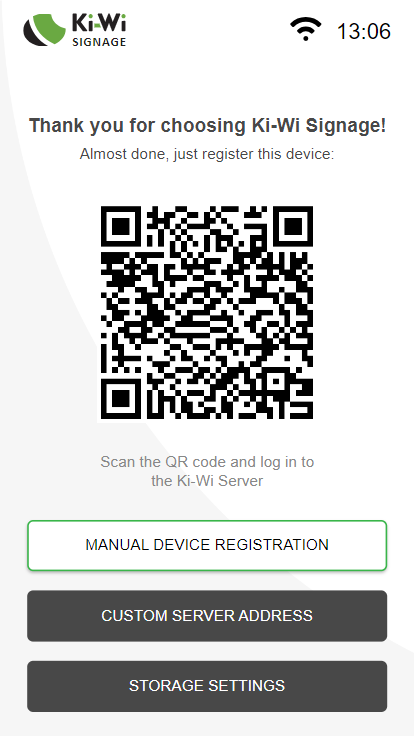 Ki-Wi
SIGNAGE
13:06
Thank you for choosing Ki-Wi Signage!
Almost done, just register this device:
Scan the QR code and log in to
the Ki-Wi Server
MANUAL DEVICE REGISTRATION
CUSTOM SERVER ADDRESS
STORAGE SETTINGS